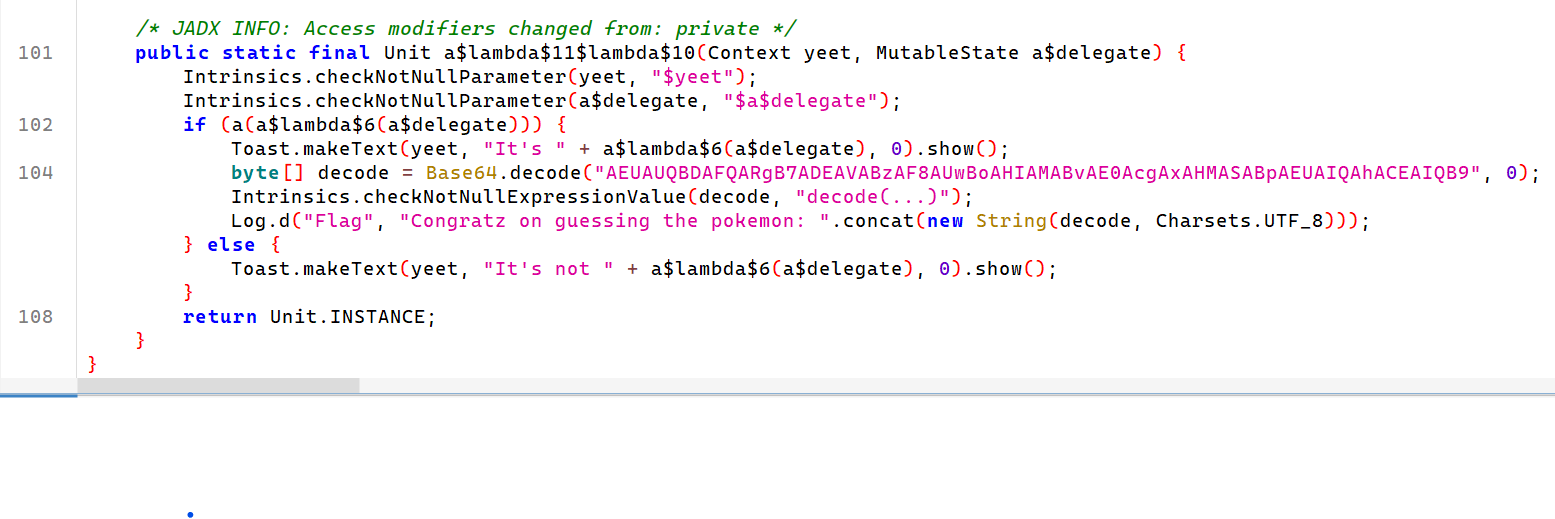 /* JADX INFO: Access modifiers changed from: private */
101 public static final Unit a$lambda$11$lambda$10(Context yeet, MutableState a$delegate) {
Intrinsics.checkNotNullParameter(yeet, "$yeet");
Intrinsics.checkNotNullParameter(a$delegate, "$a$delegate");
102 if (a(a$lambda$6(a$delegate))) {
Toast.makeText(yeet, "It's " + a$lambda$6(a$delegate), 0).show();
104 byte[] decode = Base64.decode("AEUAUQBDAFQARgB7ADEAVABzAF8AUwBoAHIAMABvAE0AcgAxAHMASABpAEUAIQAhACEAIQB9", 0);
Intrinsics.checkNotNullExpressionValue(decode, "decode(...)");
Log.d("Flag", "Congratz on guessing the pokemon: ".concat(new String(decode, Charsets.UTF_8)));
} else {
Toast.makeText(yeet, "It's not " + a$lambda$6(a$delegate), 0).show();
}
108 return Unit.INSTANCE;
}
}